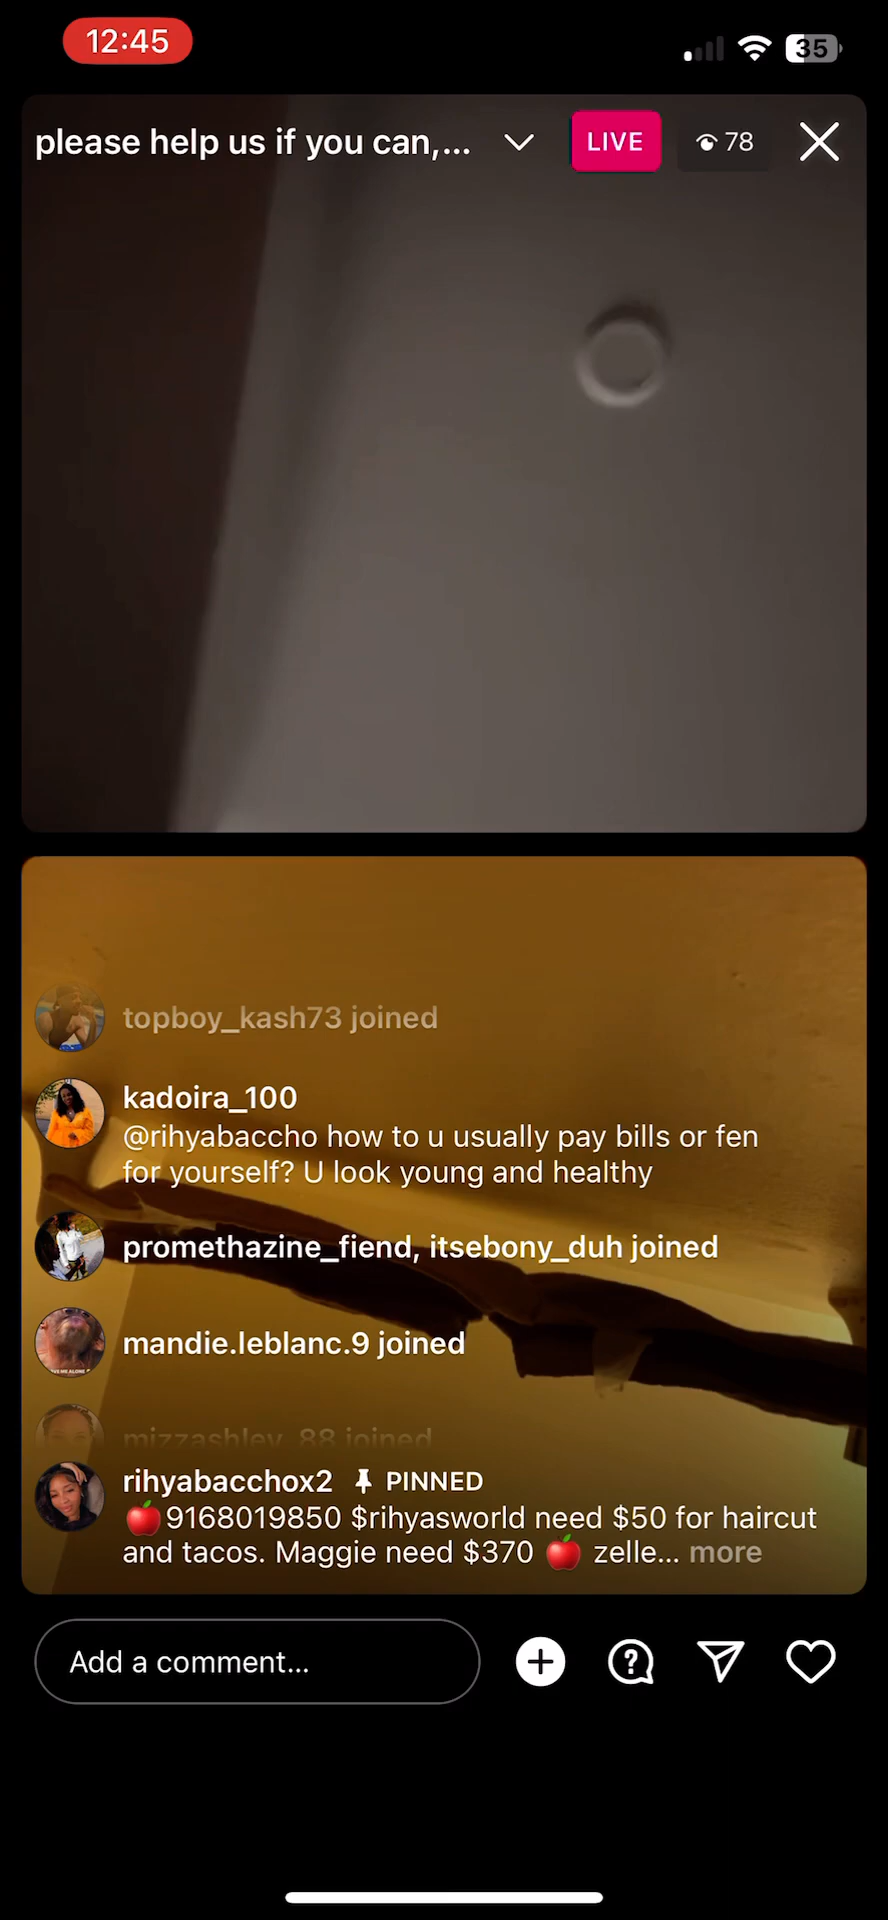 12:45
35
please help us if you can,...
LIVE
78
topboy_kash73 joined
kadoira_100
@rihyabaccho how to u usually pay bills or fen
for yourself? U look young and healthy
promethazine_fiend, itsebony_duh joined
mandie.leblanc.9 joined
mizzashley_88 joined
rihyabacchox2 PINNED
🍎9168019850 $rihyasworld need $50 for haircut
and tacos. Maggie need $370 🍎 zelle... more
Add a comment...